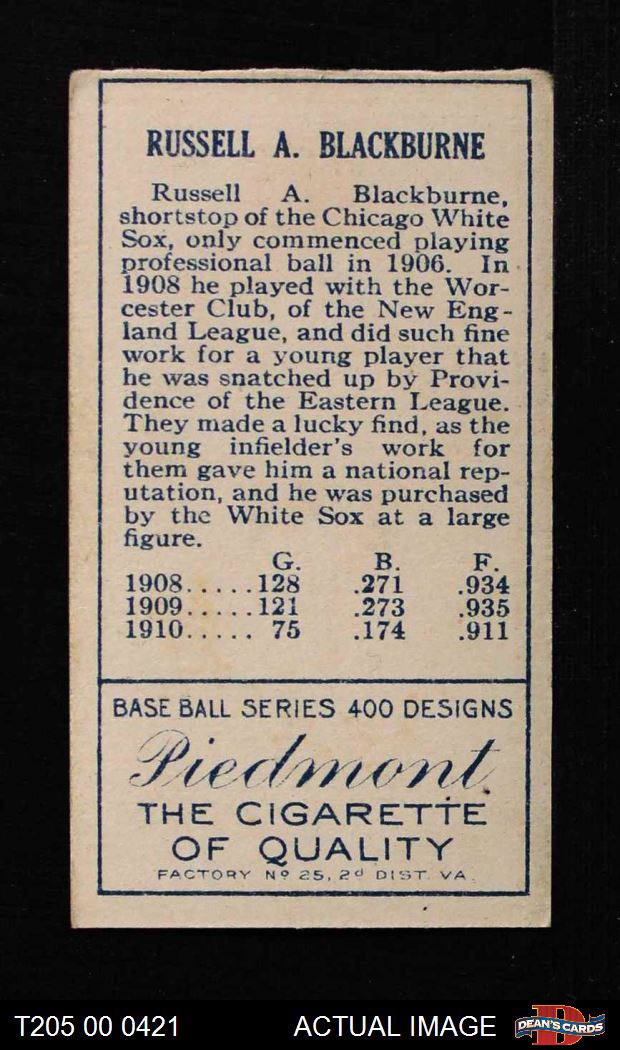 RUSSELL A. BLACKBURNE
Russell A. Blackburne,
shortstop of the Chicago White
Sox, only commenced playing
professional ball in 1906. In
1908 he played with the Wor-
cester Club, of the New Eng-
land League, and did such fine
work for a young player that
he was snatched up by Provi-
dence of the Eastern League.
They made a lucky find, as the
young infielder's work for
them gave him a national rep-
utation, and he was purchased
by the White Sox at a large
figure.
G. B. F.
1908.....128 .271 .934
1909.....121 .273 .935
1910..... 75 .174 .911
BASE BALL SERIES 400 DESIGNS
Piedmont
THE CIGARETTE
OF QUALITY
FACTORY Nº 25, 2d DIST. VA.
T205 00 0421 ACTUAL IMAGE D DEAN'S CARDS